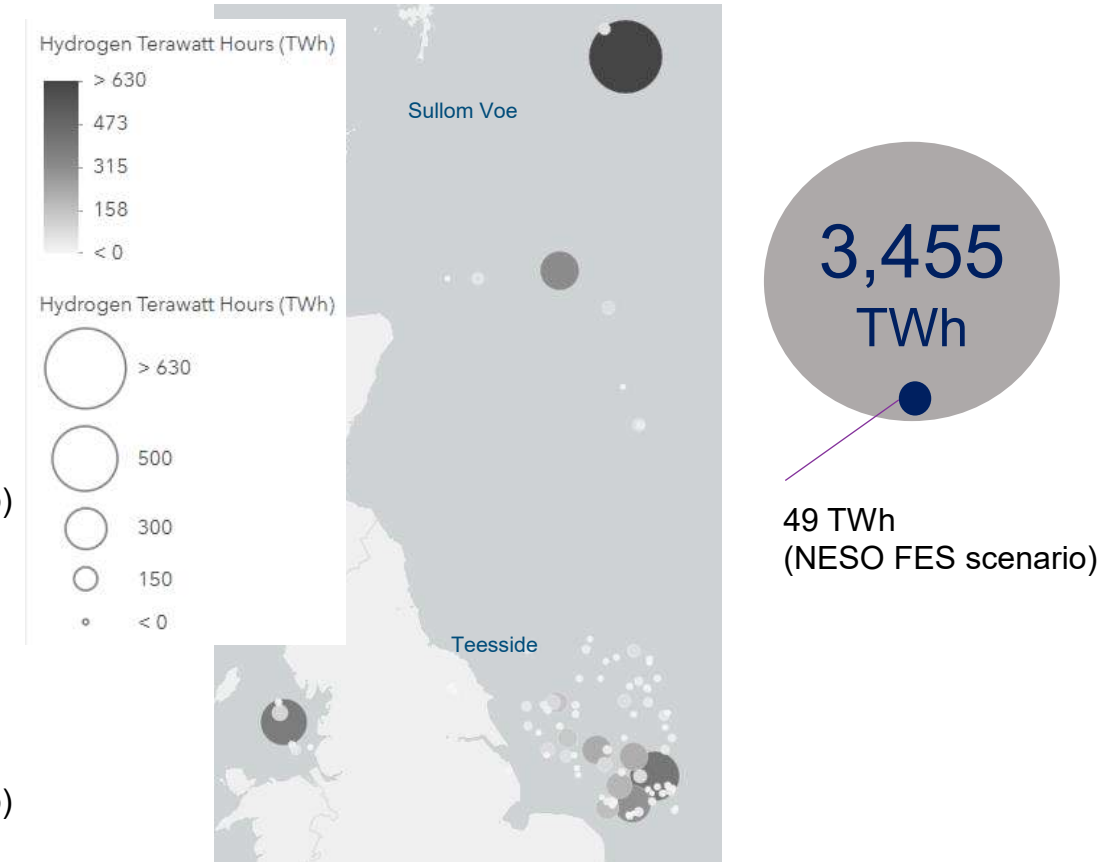 Hydrogen Terawatt Hours (TWh)
> 630
473
315
158
< 0
Hydrogen Terawatt Hours (TWh)
> 630
500
300
150
< 0
)
)
Sullom Voe
Teesside
3,455
TWh
49 TWh
(NESO FES scenario)